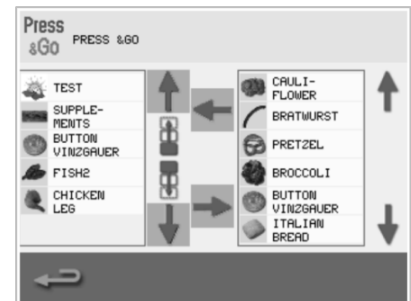 Press
&Go
PRESS &GO
TEST
SUPPLE-
MENTS
BUTTON
VINZGAUER
FISH2
CHICKEN
LEG
CAULI-
FLOWER
BRATWURST
PRETZEL
BROCCOLI
BUTTON
VINZGAUER
ITALIAN
BREAD